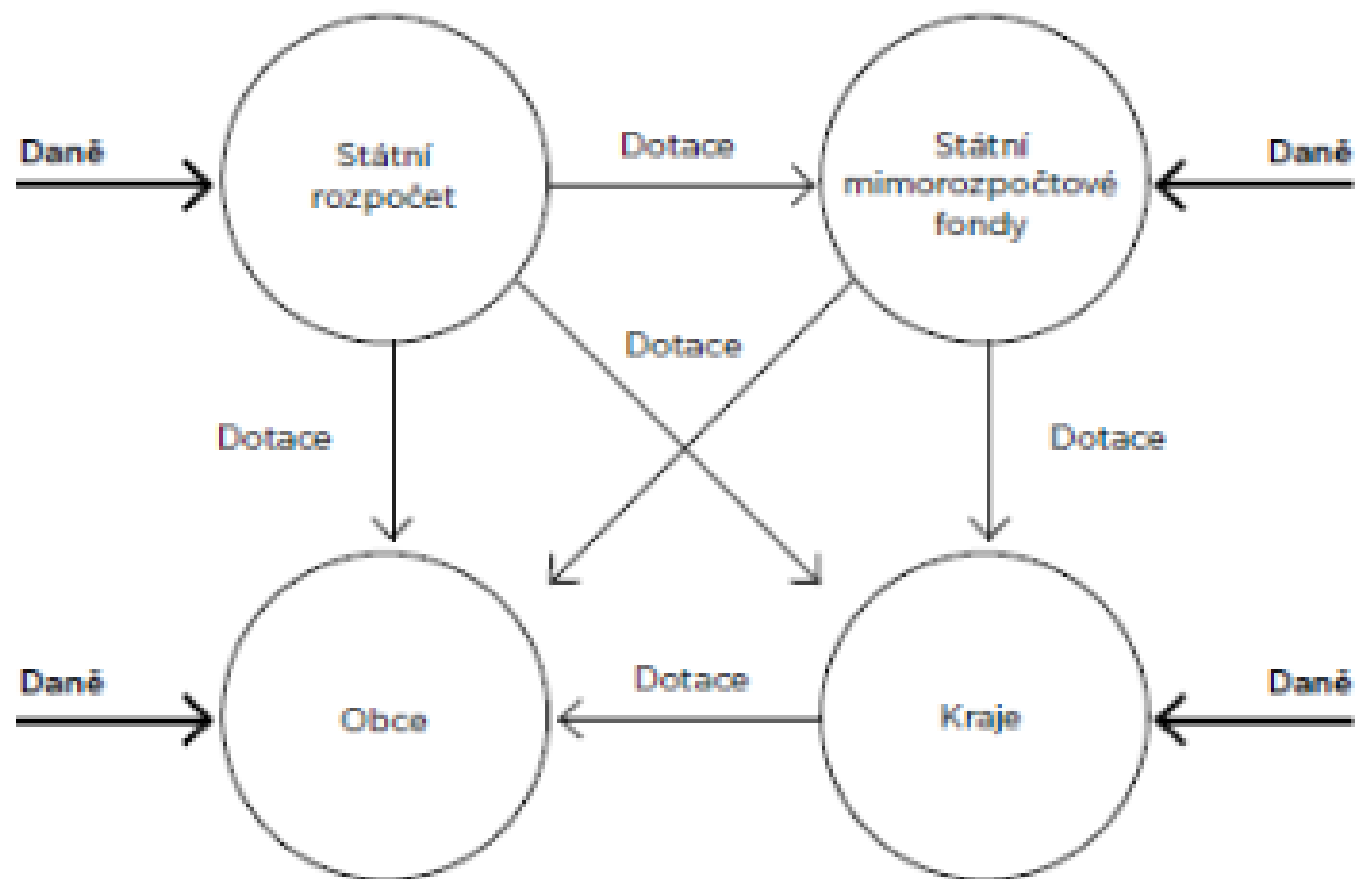 Daně
Státní
rozpočet
Dotace
Státní
mimorozpočtové
fondy
Daně
Dotace
Dotace
Dotace
Daně
Obce
Dotace
Kraje
Daně